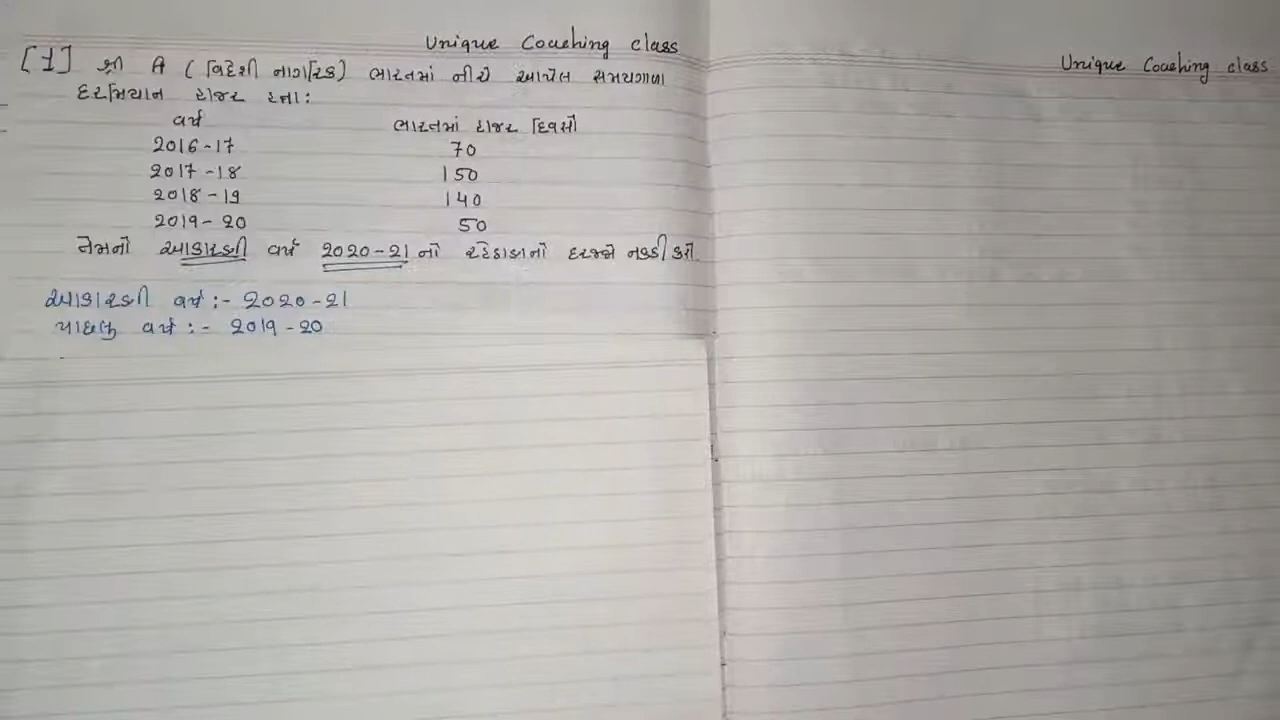 Unique Coaching class
Unique Coaching class
[1] શ્રી A (વિદેશી નાગરિક) ભારતમાં નીચે આપેલ સમયગાળા
દરમિયાન હાજર હતા:
વર્ષ ભારતમાં હાજર દિવસો
2016-17 70
2017-18 150
2018-19 140
2019-20 50
તેમનો આકારણી વર્ષ 2020-21 નો રહેઠાણનો દરજ્જો નક્કી કરો.
આકારણી વર્ષ :- 2020-21
પાછલુ વર્ષ :- 2019-20